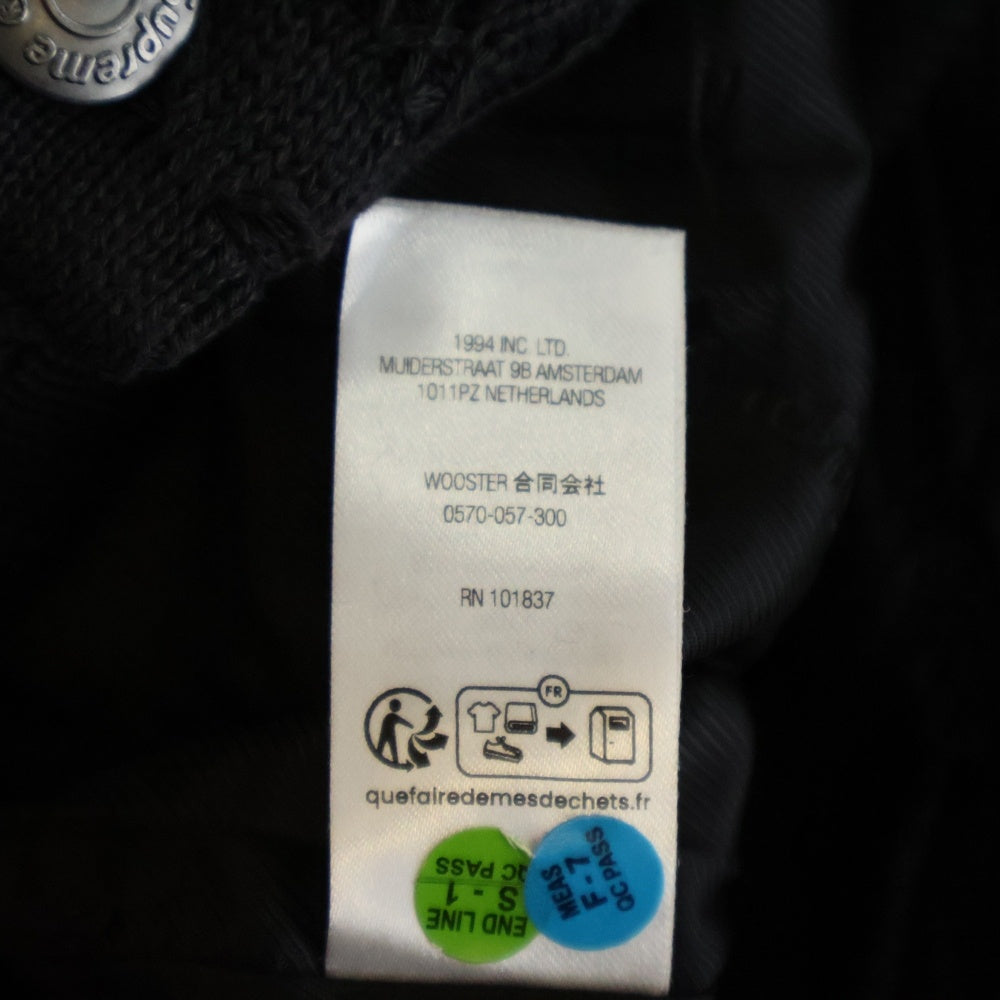 Supreme
®
1994 INC. LTD.
MUIDERSTRAAT 9B AMSTERDAM
1011PZ NETHERLANDS
WOOSTER 合同会社
0570-057-300
RN 101837
FR
quefairedemesdechets.fr
END LINE
S - 1
QC PASS
MEAS
F - 7
QC PASS